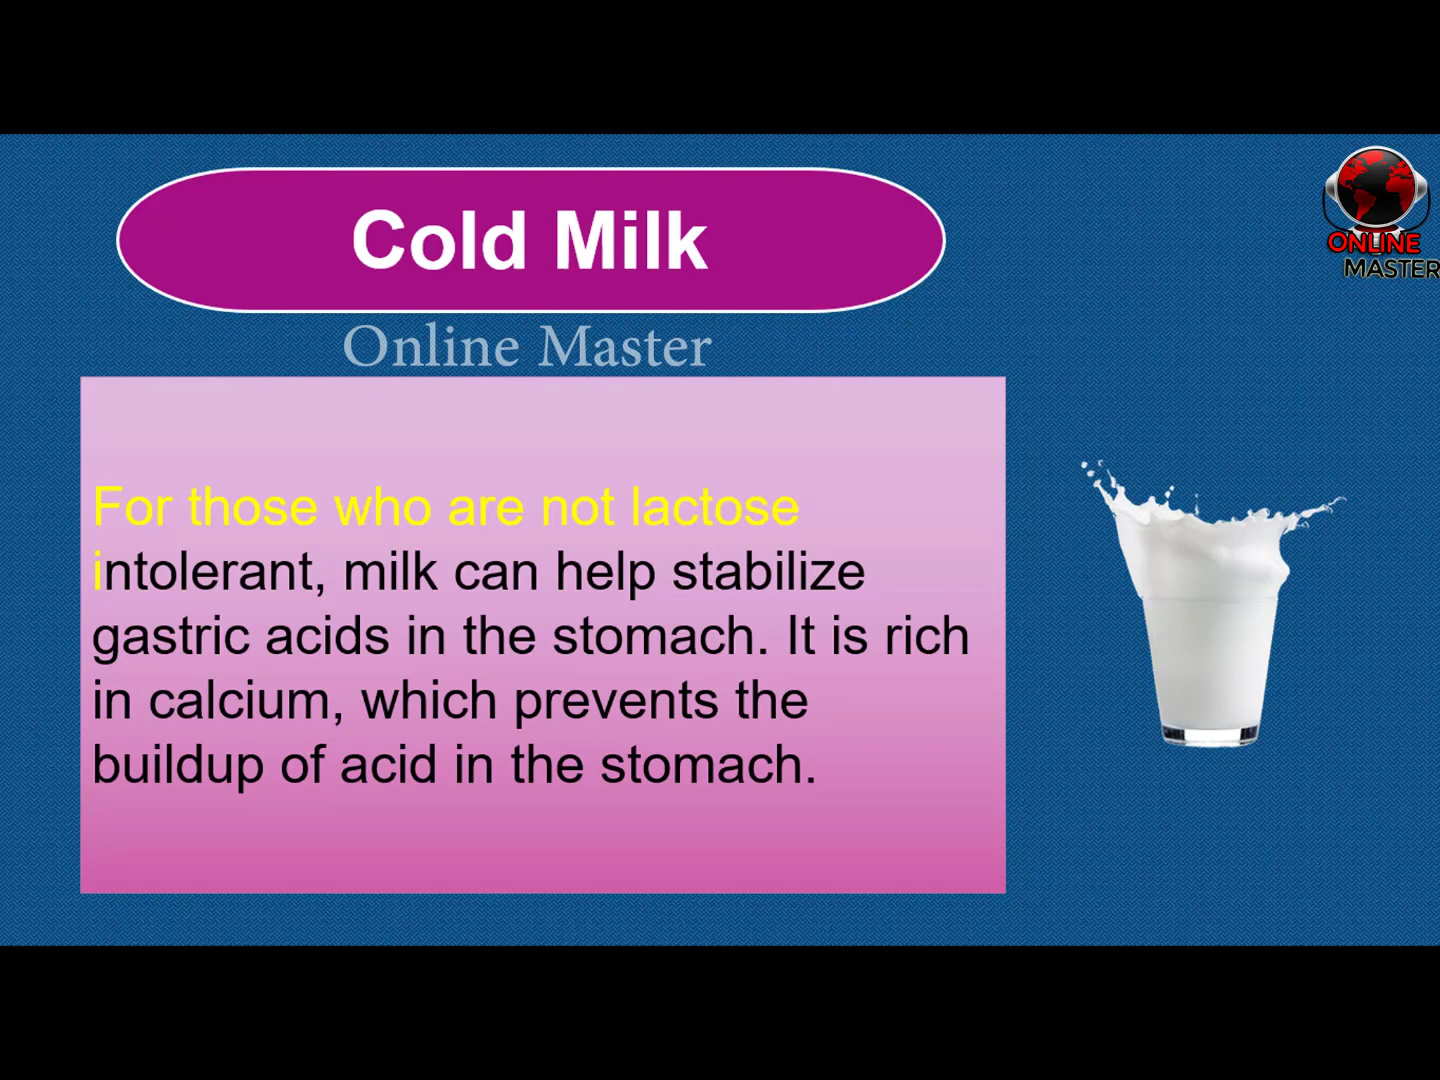 Cold Milk
ONLINE
MASTER
Online Master
For those who are not lactose
intolerant, milk can help stabilize
gastric acids in the stomach. It is rich
in calcium, which prevents the
buildup of acid in the stomach.